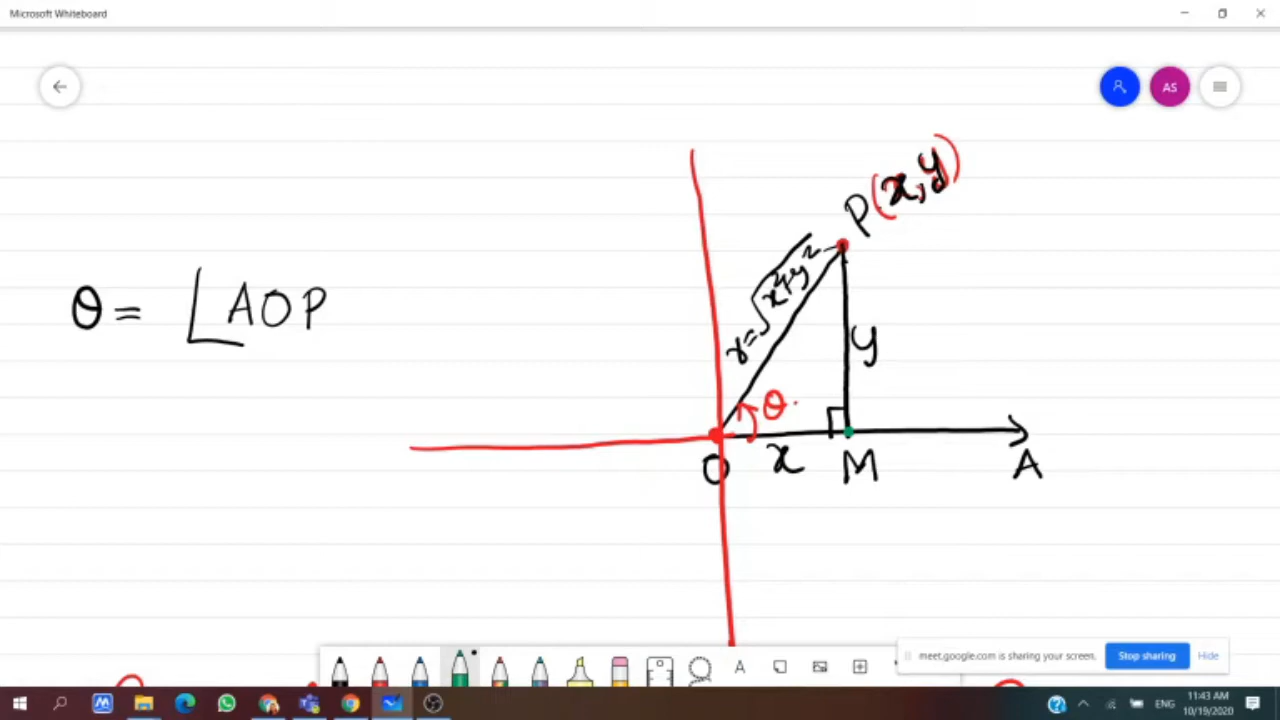 Microsoft Whiteboard
AS
P(x,y)
θ = ∠AOP
r=√x²+y²
y
θ
O x M A
A
meet.google.com is sharing your screen. Stop sharing Hide
ENG 11:43 AM
10/19/2020